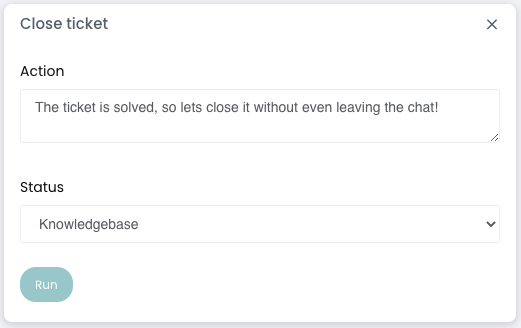 Close ticket
Action
The ticket is solved, so lets close it without even leaving the chat!
Status
Knowledgebase
Run